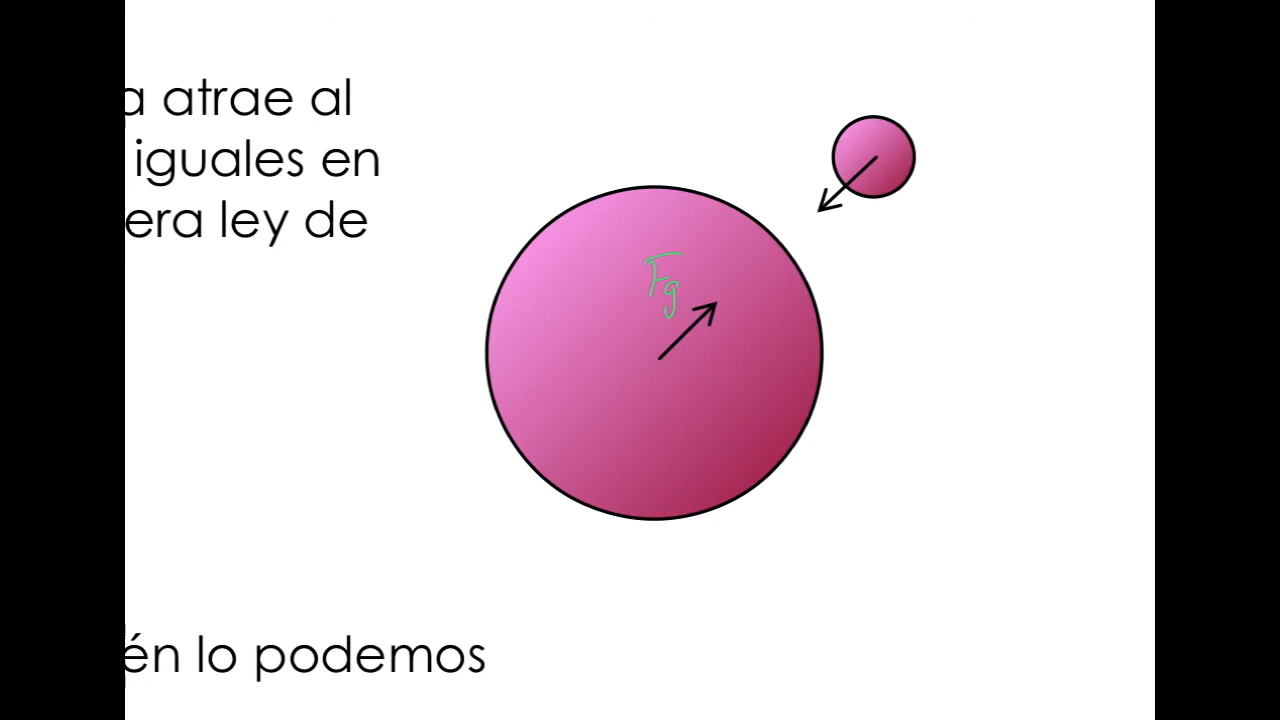 a atrae al
iguales en
era ley de
Fg
én lo podemos